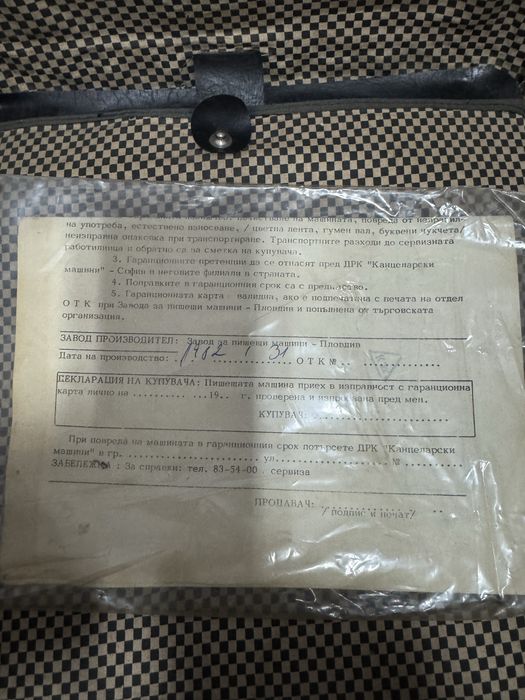 на машината, повреда от неправил-
на употреба, естествено износване, / цветна лента, гумен вал, буквени чукчета/
неизправна опаковка при транспортиране. Транспортните разходи до сервизната
работилница и обратно са за сметка на купувача.
3. Гаранционните претенции да се отнасят пред ДРК "Канцеларски
машини" - София и неговите филиали в страната.
4. Поправките в гаранционния срок са с предимство.
5. Гаранционната карта е валидна, ако е подпечатана с печата на отдел
О Т К при Завода за пишещи машини - Пловдив и попълнена от търговската
организация.
ЗАВОД ПРОИЗВОДИТЕЛ: Завод за пишещи машини - Пловдив
Дата на производство: 1982 I 31 О Т К №
ДЕКЛАРАЦИЯ НА КУПУВАЧА: Пишещата машина приех в изправност с гаранционна
карта лично на .......... ...19.. г, проверена и изпробвана пред мен.
КУПУВАЧ: ....................
При повреда на машината в гаранционния срок потърсете ДРК "Канцеларски
машини" в гр. .................... ул. .................... № ..........
ЗАБЕЛЕЖКА : За справки: тел. 83-54-00 сервиза
ПРОДАВАЧ: ..............
/ подпис и печат/